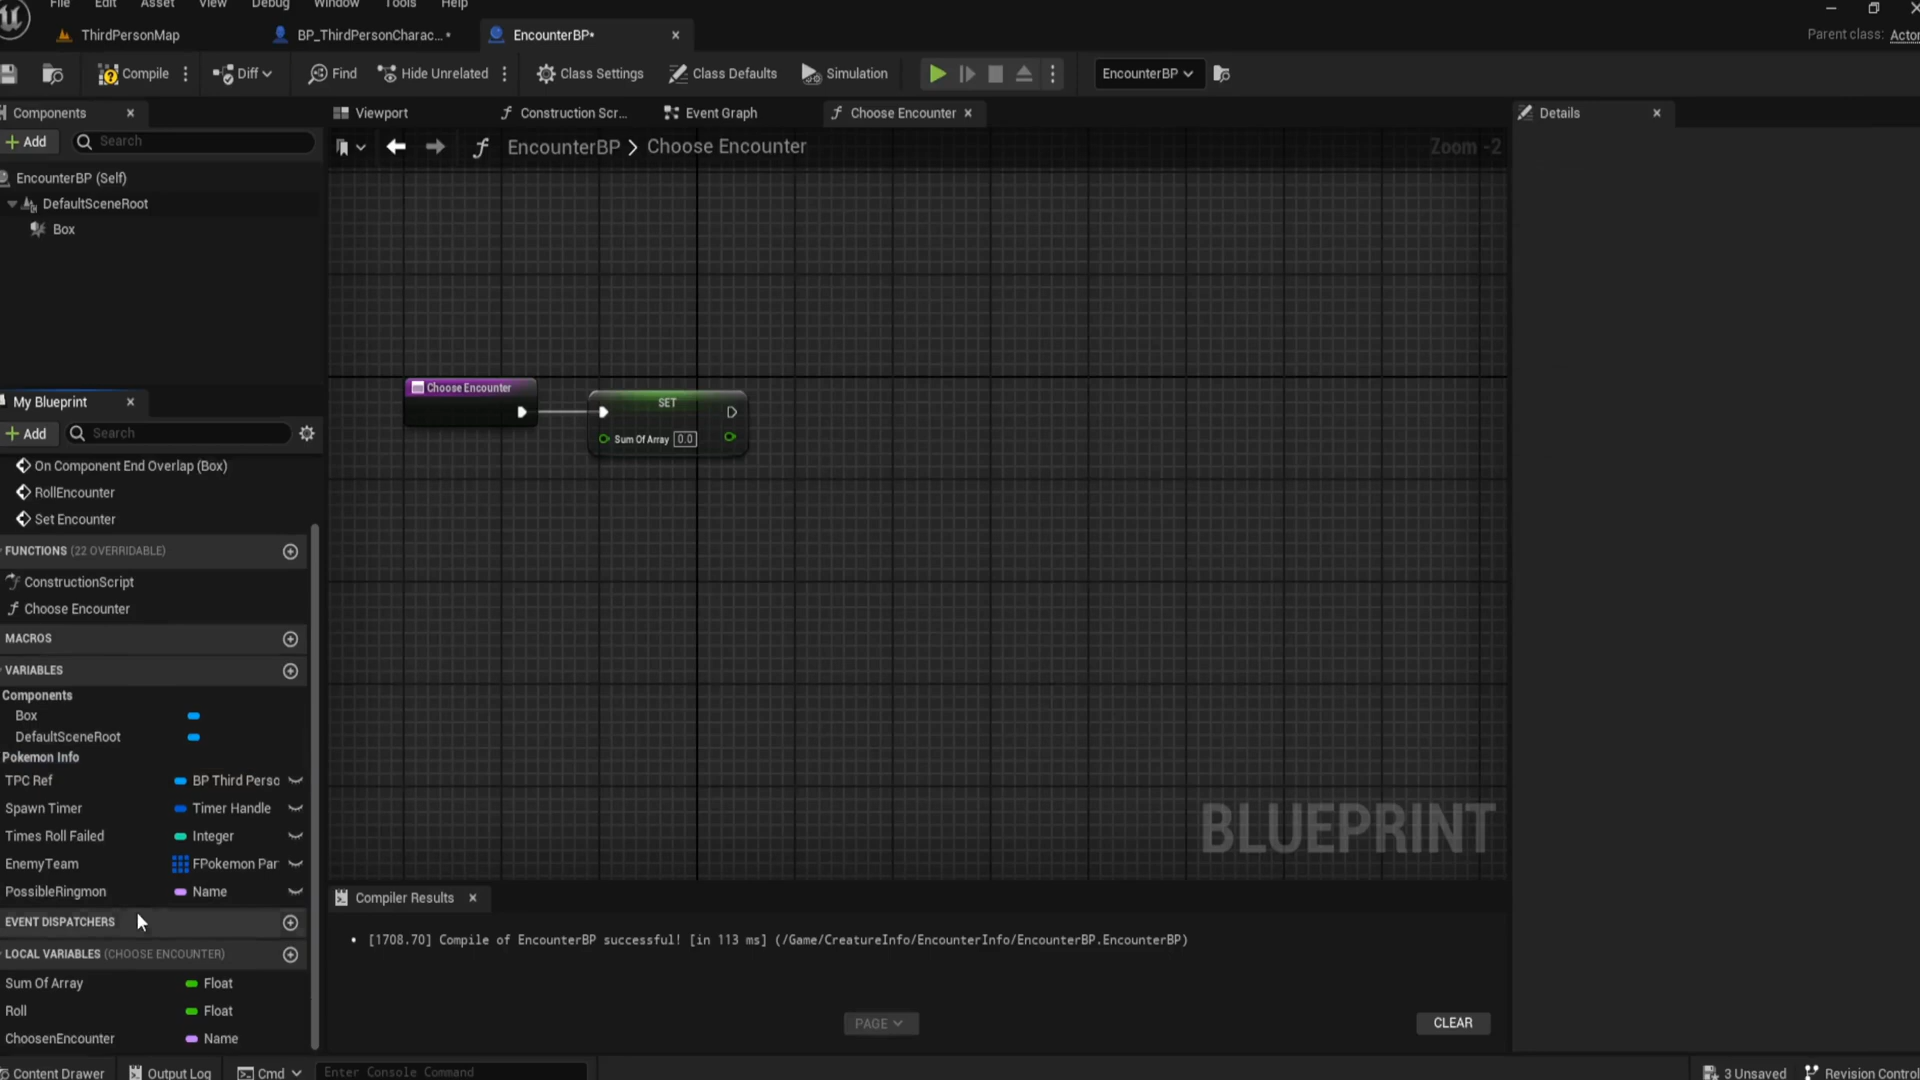 File Edit Asset View Debug Window Tools Help
ThirdPersonMap BP_ThirdPersonCharac...* EncounterBP* Parent class: Actor
Compile Diff Find Hide Unrelated Class Settings Class Defaults Simulation EncounterBP
Components Viewport Construction Scr... Event Graph Choose Encounter Details
Add Search EncounterBP > Choose Encounter Zoom -2
EncounterBP (Self)
DefaultSceneRoot
Box
Choose Encounter
SET
Sum Of Array 0.0
My Blueprint
Add Search
On Component End Overlap (Box)
RollEncounter
Set Encounter
FUNCTIONS (22 OVERRIDABLE)
ConstructionScript
Choose Encounter
MACROS
VARIABLES
Components
Box
DefaultSceneRoot
Pokemon Info
TPC Ref BP Third Perso
Spawn Timer Timer Handle
Times Roll Failed Integer
EnemyTeam FPokemon Par
PossibleRingmon Name
EVENT DISPATCHERS
LOCAL VARIABLES (CHOOSE ENCOUNTER)
Sum Of Array Float
Roll Float
ChoosenEncounter Name
BLUEPRINT
Compiler Results
• [1708.70] Compile of EncounterBP successful! [in 113 ms] (/Game/CreatureInfo/EncounterInfo/EncounterBP.EncounterBP)
PAGE CLEAR
Content Drawer Output Log Cmd Enter Console Command 3 Unsaved Revision Control